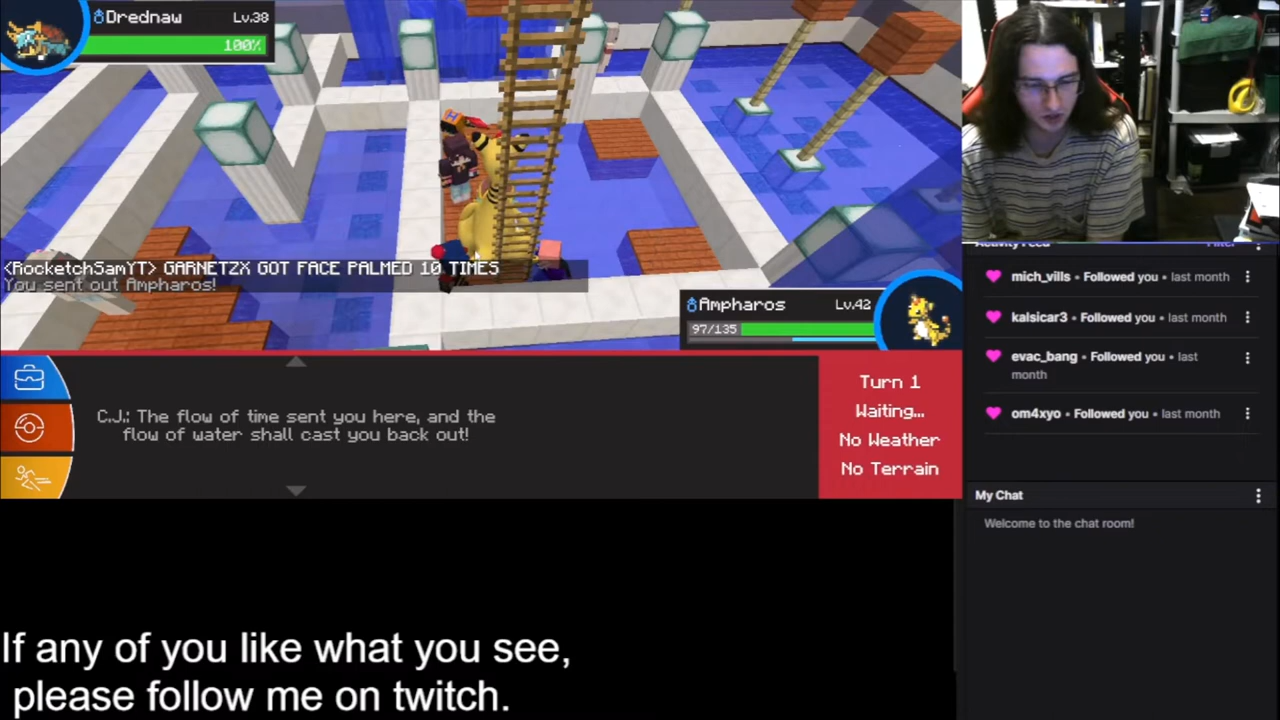 Drednaw Lv.38
100%
<RocketchSamYT> GARNETZX GOT FACE PALMED 10 TIMES
You sent out Ampharos!
Ampharos Lv.42
97/135
C.J.: The flow of time sent you here, and the
flow of water shall cast you back out!
Turn 1
Waiting...
No Weather
No Terrain
Activity Feed Filter
mich_vills • Followed you • last month
kalsicar3 • Followed you • last month
evac_bang • Followed you • last
month
om4xyo • Followed you • last month
My Chat
Welcome to the chat room!
If any of you like what you see,
please follow me on twitch.